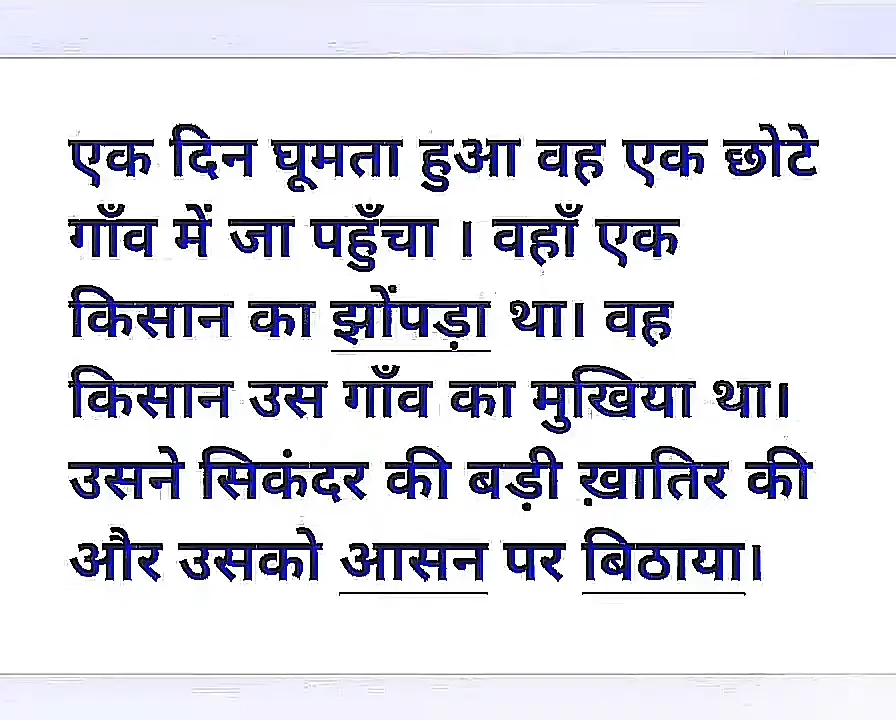 एक दिन घूमता हुआ वह एक छोटे
गाँव में जा पहुँचा । वहाँ एक
किसान का झोंपड़ा था। वह
किसान उस गाँव का मुखिया था।
उसने सिकंदर की बड़ी ख़ातिर की
और उसको आसन पर बिठाया।